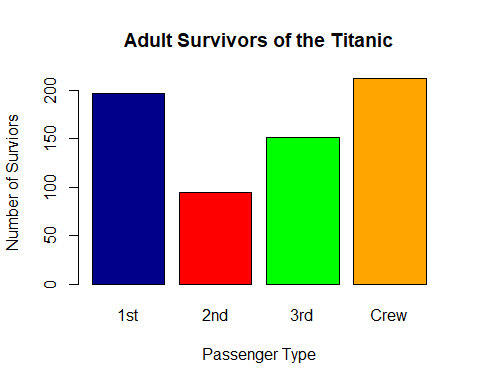 Adult Survivors of the Titanic
Number of Surviors
200
150
100
50
0
1st 2nd 3rd Crew
Passenger Type